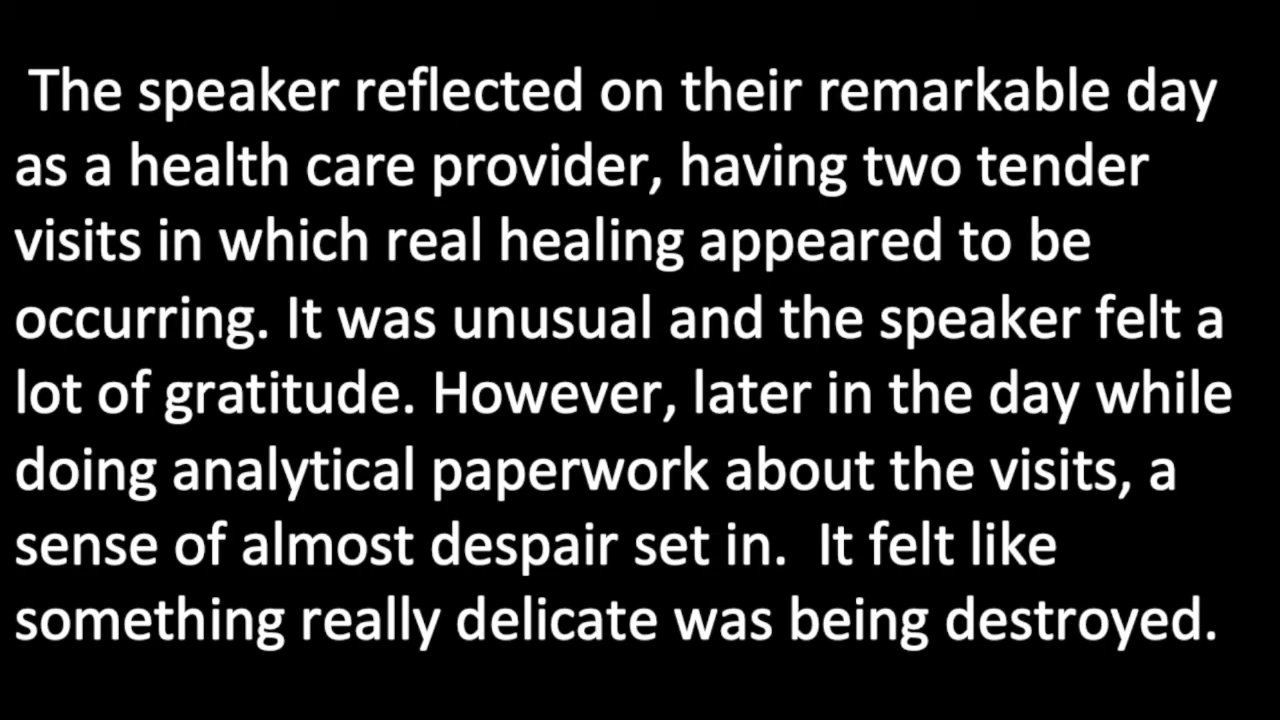 The speaker reflected on their remarkable day
as a health care provider, having two tender
visits in which real healing appeared to be
occurring. It was unusual and the speaker felt a
lot of gratitude. However, later in the day while
doing analytical paperwork about the visits, a
sense of almost despair set in.  It felt like
something really delicate was being destroyed.